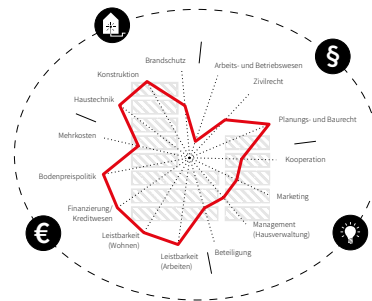 Brandschutz
Arbeits- und Betriebswesen
§
Konstruktion
Zivilrecht
Haustechnik
Planungs- und Baurecht
Mehrkosten
Kooperation
Bodenpreispolitik
Marketing
Finanzierung/
Kreditwesen
Management
(Hausverwaltung)
€
Leistbarkeit
(Wohnen)
Beteiligung
Leistbarkeit
(Arbeiten)